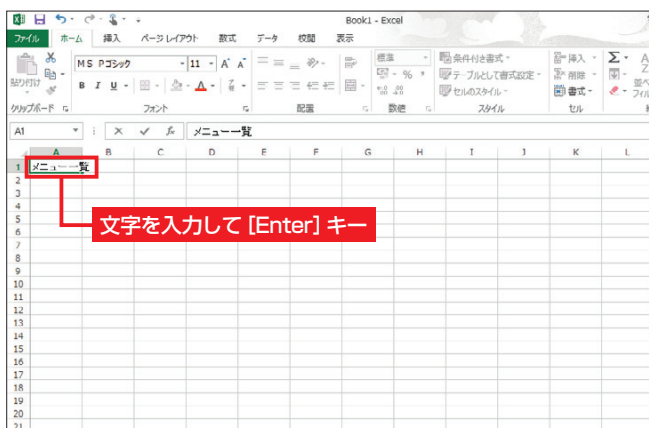 Book1 - Excel
ファイル ホーム 挿入 ページ レイアウト 数式 データ 校閲 表示
MS Pゴシック 11 A A 標準 条件付き書式 挿入 Σ
貼り付け B I U A % テーブルとして書式設定 削除
セルのスタイル 書式
クリップボード フォント 配置 数値 スタイル セル
A1 fx メニュー一覧
A B C D E F G H I J K L
1 メニュー一覧
2
3
4
5
文字を入力して [Enter] キー
6
7
8
9
10
11
12
13
14
15
16
17
18
19
20
21